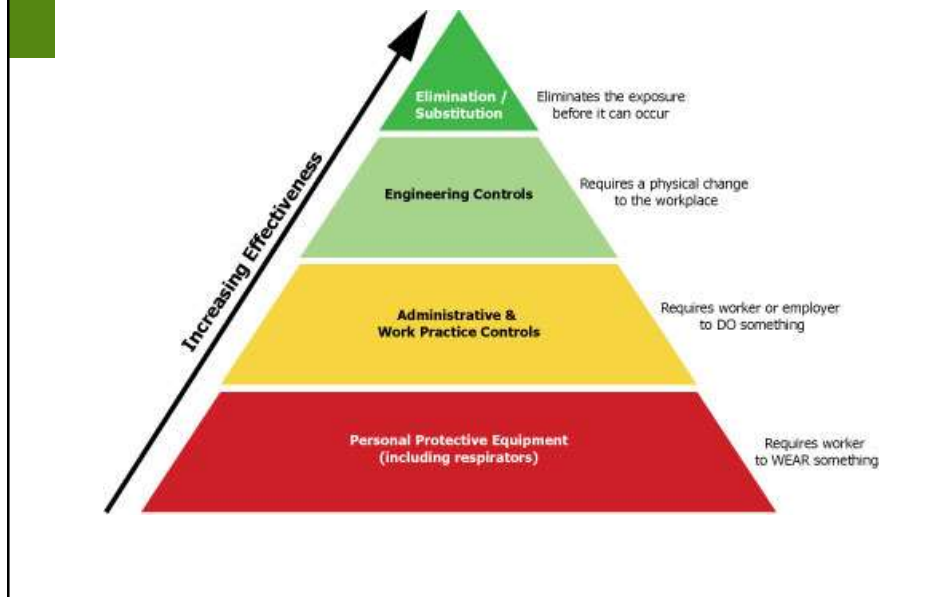 Elimination /
Substitution
Eliminates the exposure
before it can occur
Engineering Controls
Requires a physical change
to the workplace
Increasing Effectiveness
Administrative &
Work Practice Controls
Requires worker or employer
to DO something
Personal Protective Equipment
(including respirators)
Requires worker
to WEAR something